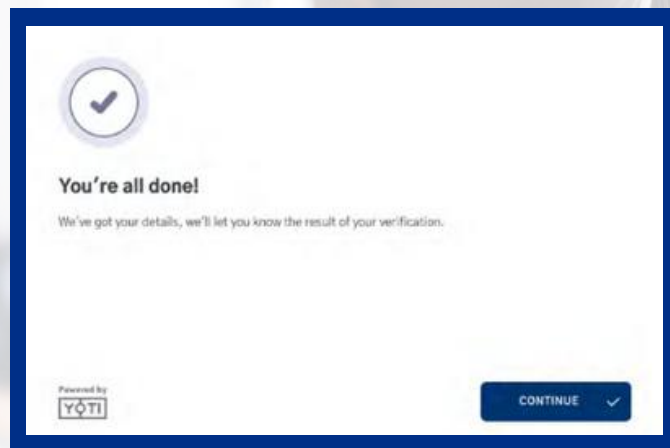 You're all done!
We've got your details, we'll let you know the result of your verification.
Powered by
YOTI
CONTINUE